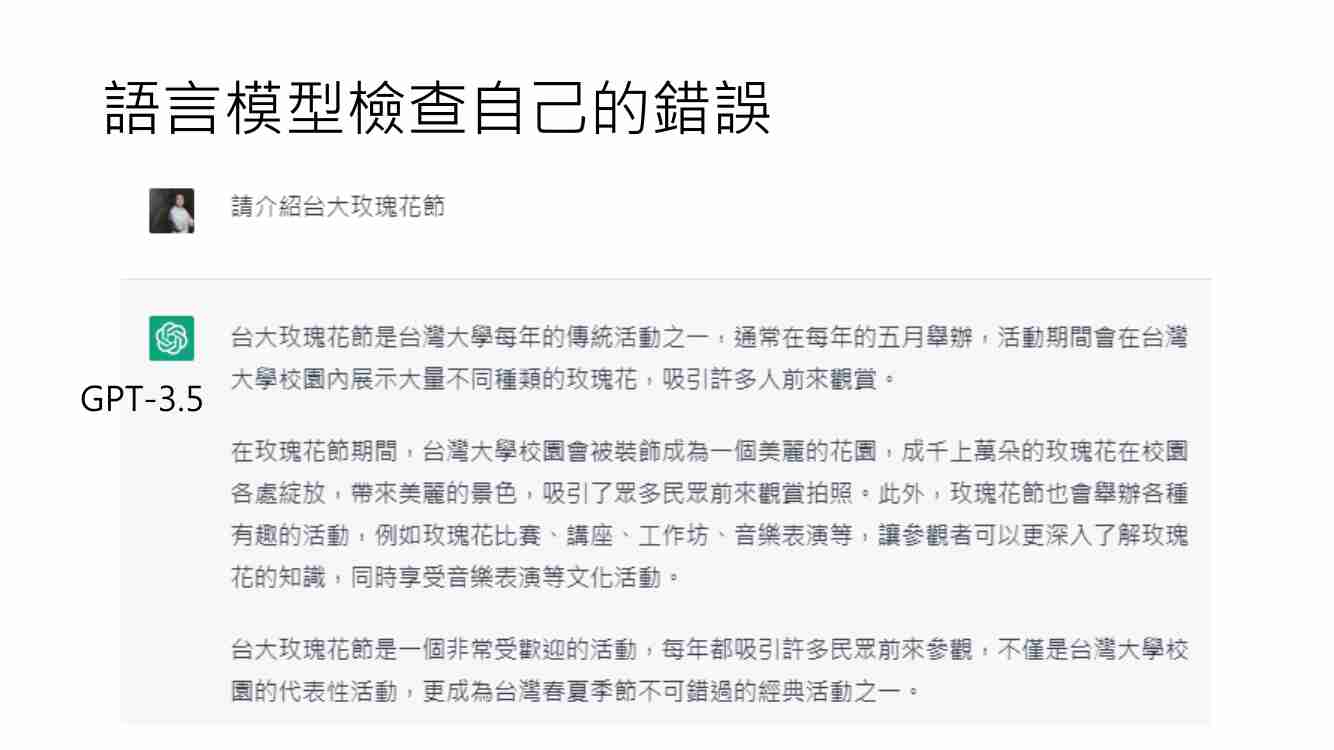 語言模型檢查自己的錯誤
請介紹台大玫瑰花節
GPT-3.5
台大玫瑰花節是台灣大學每年的傳統活動之一，通常在每年的五月舉辦，活動期間會在台灣
大學校園內展示大量不同種類的玫瑰花，吸引許多人前來觀賞。
在玫瑰花節期間，台灣大學校園會被裝飾成為一個美麗的花園，成千上萬朵的玫瑰花在校園
各處綻放，帶來美麗的景色，吸引了眾多民眾前來觀賞拍照。此外，玫瑰花節也會舉辦各種
有趣的活動，例如玫瑰花比賽、講座、工作坊、音樂表演等，讓參觀者可以更深入了解玫瑰
花的知識，同時享受音樂表演等文化活動。
台大玫瑰花節是一個非常受歡迎的活動，每年都吸引許多民眾前來參觀，不僅是台灣大學校
園的代表性活動，更成為台灣春夏季節不可錯過的經典活動之一。